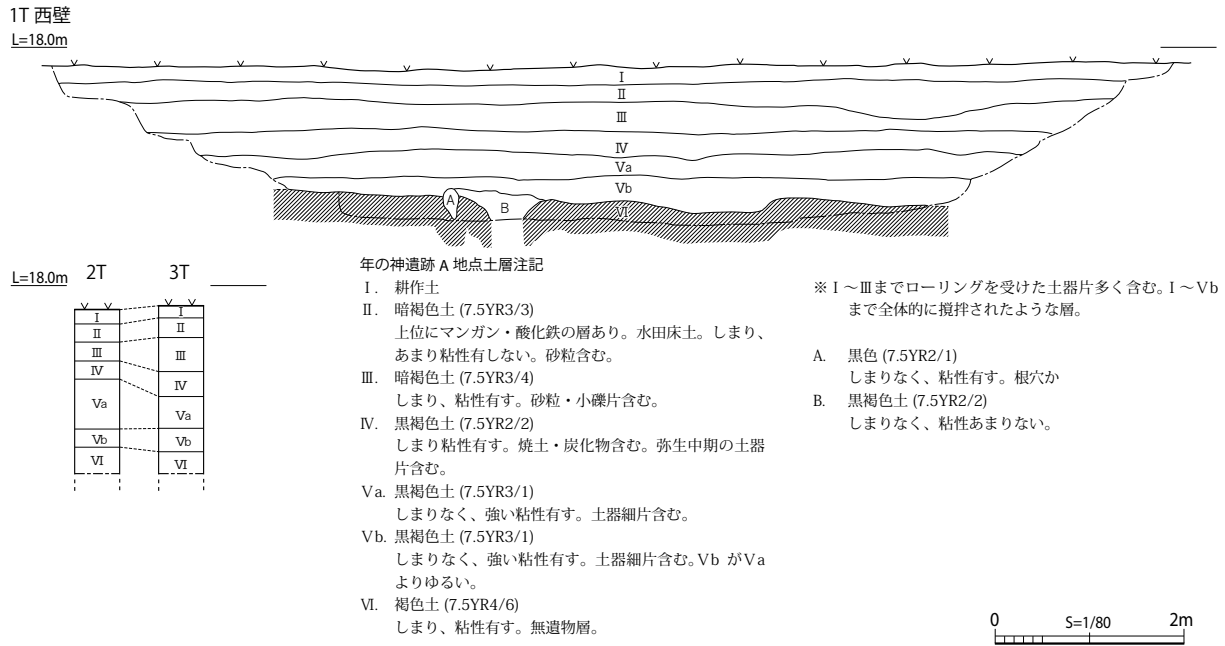 1T 西壁
L=18.0m
Ⅰ
Ⅱ
Ⅲ
Ⅳ
Ⅴa
Ⅴb
A
B
Ⅵ
L=18.0m 2T 3T
Ⅰ Ⅰ
Ⅱ Ⅱ
Ⅲ Ⅲ
Ⅳ Ⅳ
Ⅴa Ⅴa
Ⅴb Ⅴb
Ⅵ Ⅵ
年の神遺跡 A 地点土層注記
Ⅰ. 耕作土
Ⅱ. 暗褐色土 (7.5YR3/3)
上位にマンガン・酸化鉄の層あり。水田床土。しまり、
あまり粘性有しない。砂粒含む。
Ⅲ. 暗褐色土 (7.5YR3/4)
しまり、粘性有す。砂粒・小礫片含む。
Ⅳ. 黒褐色土 (7.5YR2/2)
しまり粘性有す。焼土・炭化物含む。弥生中期の土器
片含む。
Ⅴa. 黒褐色土 (7.5YR3/1)
しまりなく、強い粘性有す。土器細片含む。
Ⅴb. 黒褐色土 (7.5YR3/1)
しまりなく、強い粘性有す。土器細片含む。Ⅴb がⅤa
よりゆるい。
Ⅵ. 褐色土 (7.5YR4/6)
しまり、粘性有す。無遺物層。
※Ⅰ～Ⅲまでローリングを受けた土器片多く含む。Ⅰ～Ⅴb
まで全体的に撹拌されたような層。
A. 黒色 (7.5YR2/1)
しまりなく、粘性有す。根穴か
B. 黒褐色土 (7.5YR2/2)
しまりなく、粘性あまりない。
0 S=1/80 2m